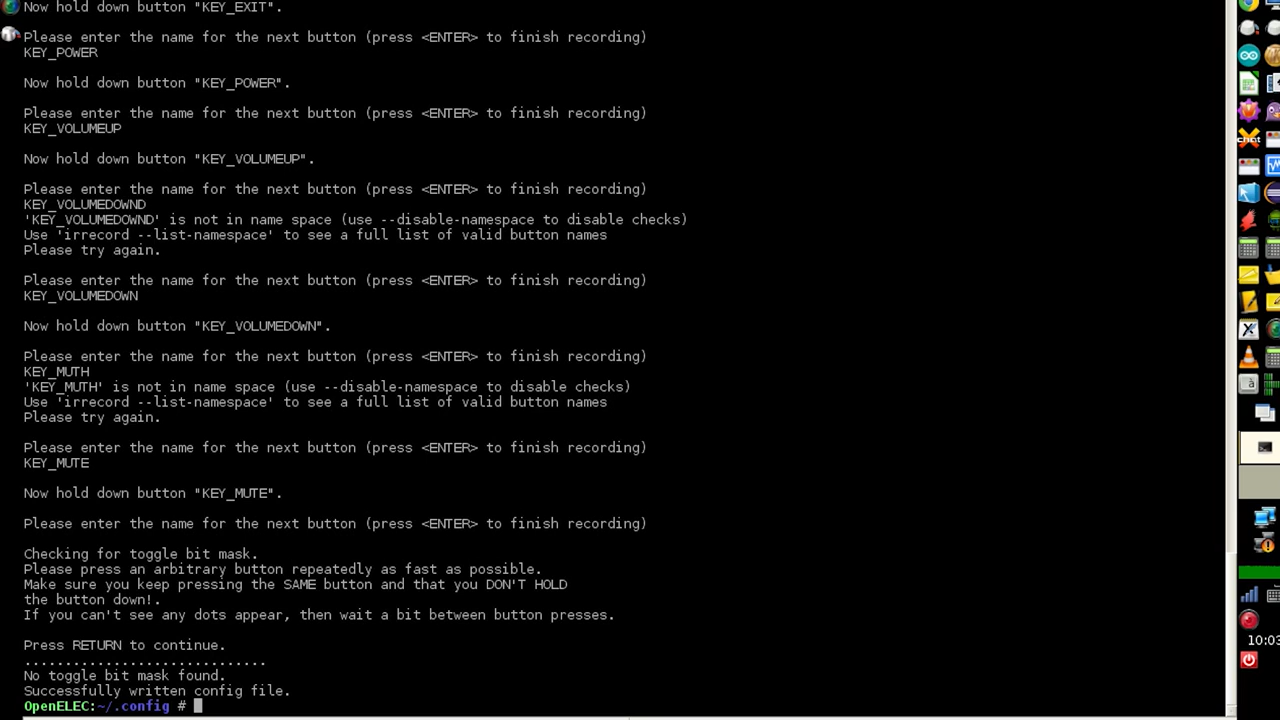 Now hold down button "KEY_EXIT".
Please enter the name for the next button (press <ENTER> to finish recording)
KEY_POWER
Now hold down button "KEY_POWER".
Please enter the name for the next button (press <ENTER> to finish recording)
KEY_VOLUMEUP
Now hold down button "KEY_VOLUMEUP".
Please enter the name for the next button (press <ENTER> to finish recording)
KEY_VOLUMEDOWND
'KEY_VOLUMEDOWND' is not in name space (use --disable-namespace to disable checks)
Use 'irrecord --list-namespace' to see a full list of valid button names
Please try again.
Please enter the name for the next button (press <ENTER> to finish recording)
KEY_VOLUMEDOWN
Now hold down button "KEY_VOLUMEDOWN".
Please enter the name for the next button (press <ENTER> to finish recording)
KEY_MUTH
'KEY_MUTH' is not in name space (use --disable-namespace to disable checks)
Use 'irrecord --list-namespace' to see a full list of valid button names
Please try again.
Please enter the name for the next button (press <ENTER> to finish recording)
KEY_MUTE
Now hold down button "KEY_MUTE".
Please enter the name for the next button (press <ENTER> to finish recording)
Checking for toggle bit mask.
Please press an arbitrary button repeatedly as fast as possible.
Make sure you keep pressing the SAME button and that you DON'T HOLD
the button down!.
If you can't see any dots appear, then wait a bit between button presses.
Press RETURN to continue.
..............................
No toggle bit mask found.
Successfully written config file.
OpenELEC:~/.config #
10:03